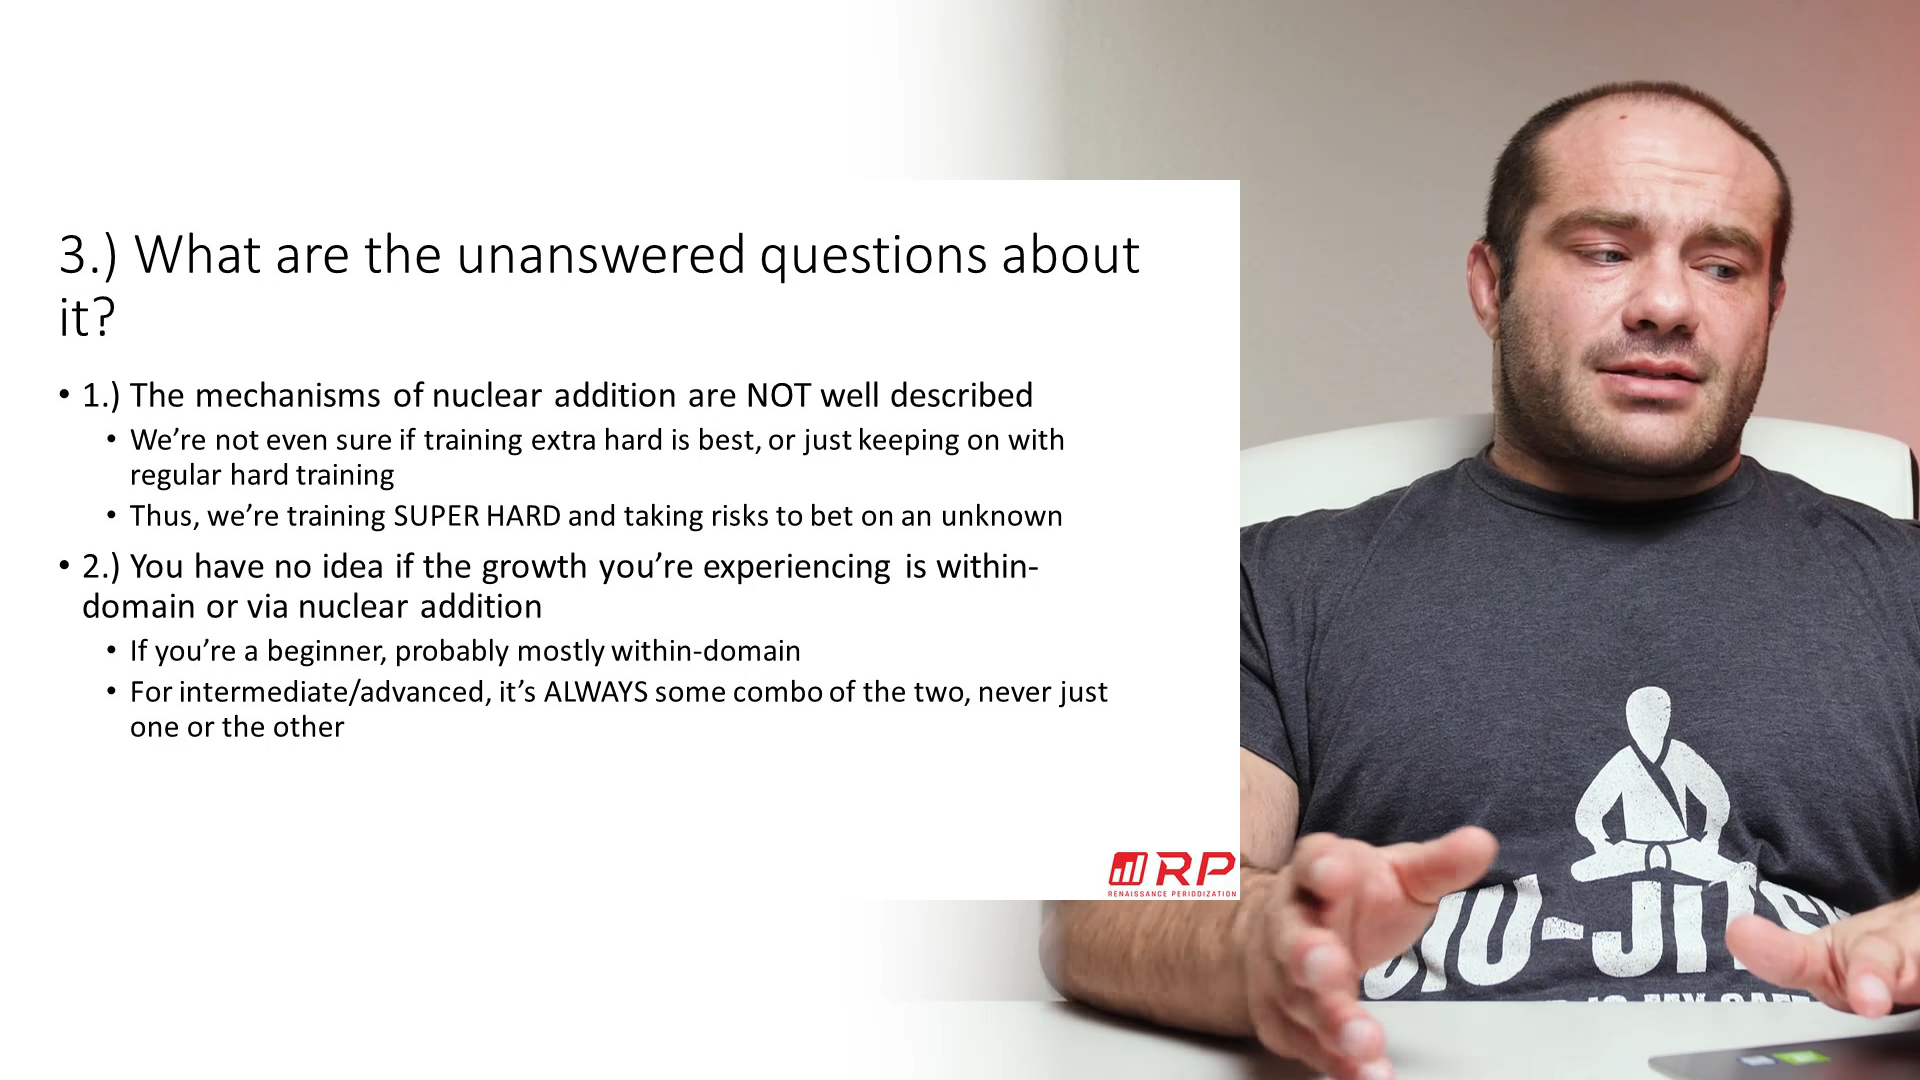 3.) What are the unanswered questions about
it?
• 1.) The mechanisms of nuclear addition are NOT well described
• We’re not even sure if training extra hard is best, or just keeping on with
regular hard training
• Thus, we’re training SUPER HARD and taking risks to bet on an unknown
• 2.) You have no idea if the growth you’re experiencing is within-
domain or via nuclear addition
• If you’re a beginner, probably mostly within-domain
• For intermediate/advanced, it’s ALWAYS some combo of the two, never just
one or the other
RP
RENAISSANCE PERIODIZATION
JIU-JITSU